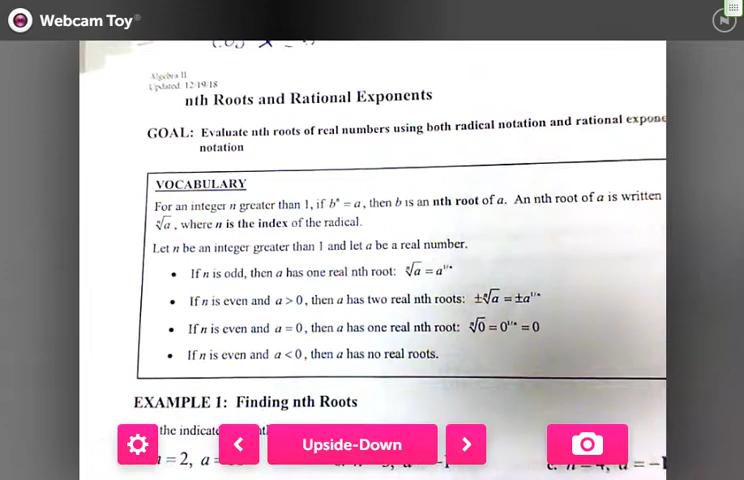 Webcam Toy
Algebra II
Updated 12/19/18
nth Roots and Rational Exponents
GOAL: Evaluate nth roots of real numbers using both radical notation and rational expone
notation
VOCABULARY
For an integer n greater than 1, if bⁿ = a, then b is an nth root of a. An nth root of a is written
ⁿ√a, where n is the index of the radical.
Let n be an integer greater than 1 and let a be a real number.
• If n is odd, then a has one real nth root: ⁿ√a = a^(1/n)
• If n is even and a > 0, then a has two real nth roots: ±ⁿ√a = ±a^(1/n)
• If n is even and a = 0, then a has one real nth root: ⁿ√0 = 0^(1/n) = 0
• If n is even and a < 0, then a has no real roots.
EXAMPLE 1: Finding nth Roots
the indicat
Upside-Down
= 2, a =